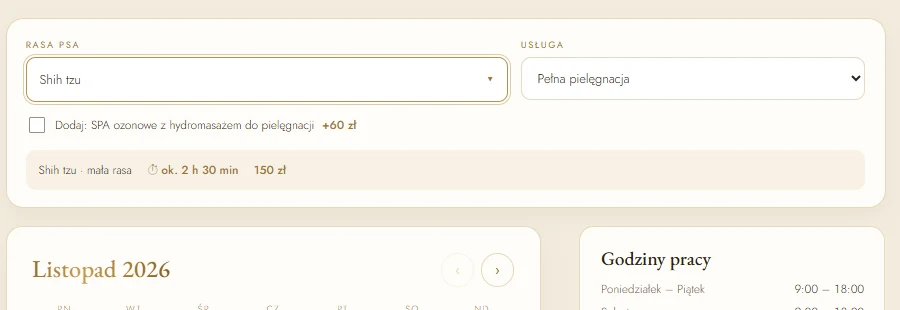 RASA PSA
USŁUGA
Shih tzu ▼
Pełna pielęgnacja
Dodaj: SPA ozonowe z hydromasażem do pielęgnacji +60 zł
Shih tzu · mała rasa ⏱ ok. 2 h 30 min 150 zł
Listopad 2026 ‹ ›
Godziny pracy
Poniedziałek – Piątek 9:00 – 18:00